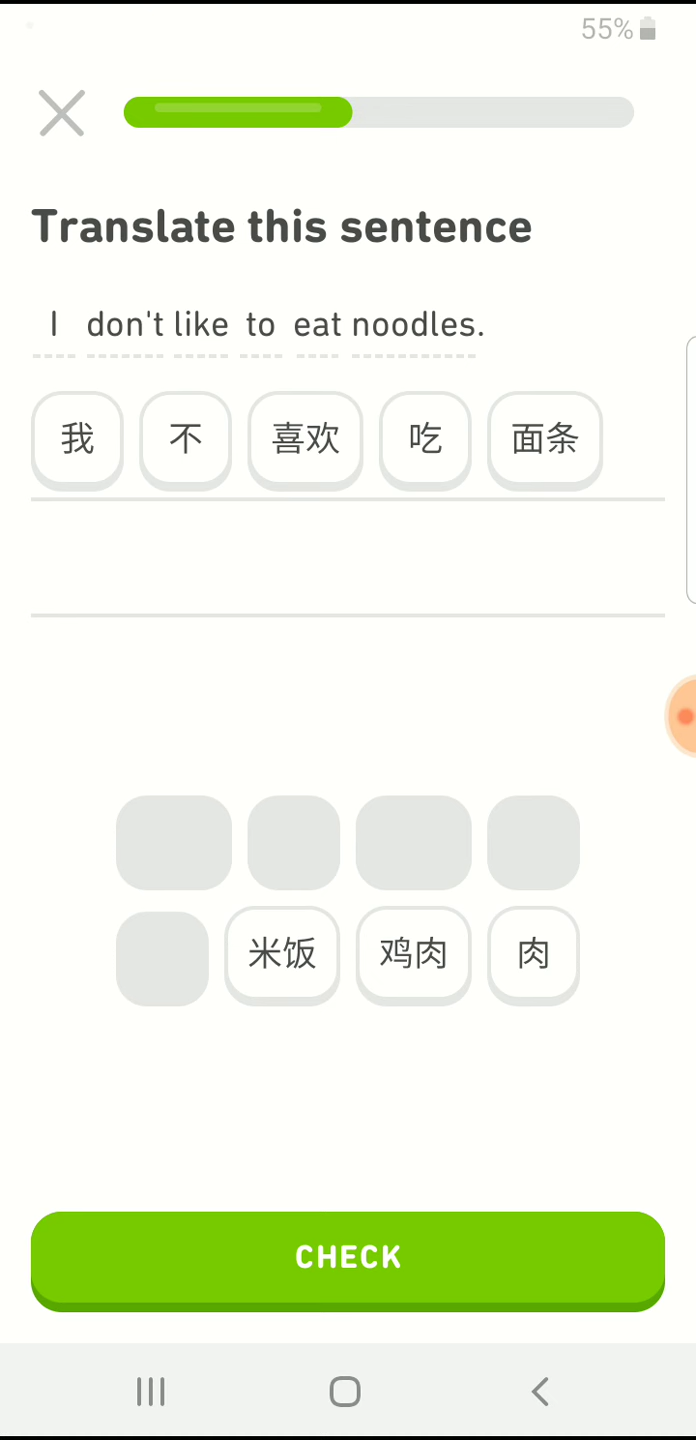 55%
Translate this sentence
I don't like to eat noodles.
我 不 喜欢 吃 面条
米饭 鸡肉 肉
CHECK